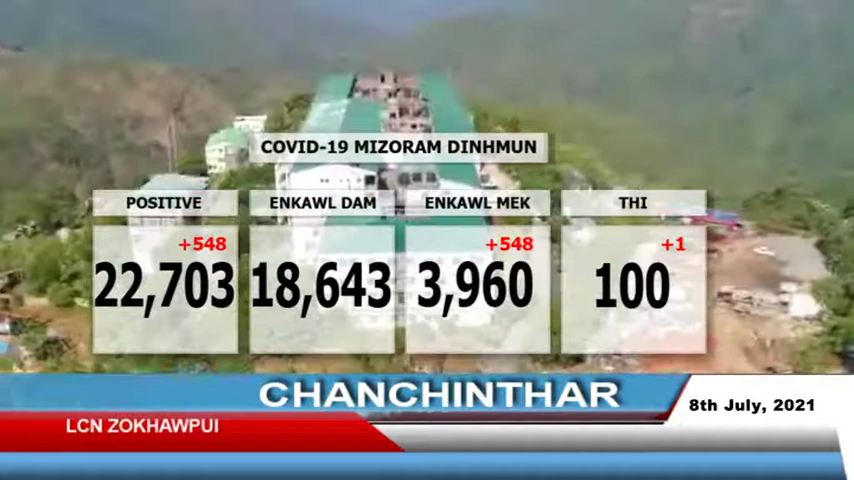 COVID-19 MIZORAM DINHMUN
POSITIVE
ENKAWL DAM
ENKAWL MEK
THI
+548
+548
+1
22,703
18,643
3,960
100
CHANCHINTHAR
8th July, 2021
LCN ZOKHAWPUI